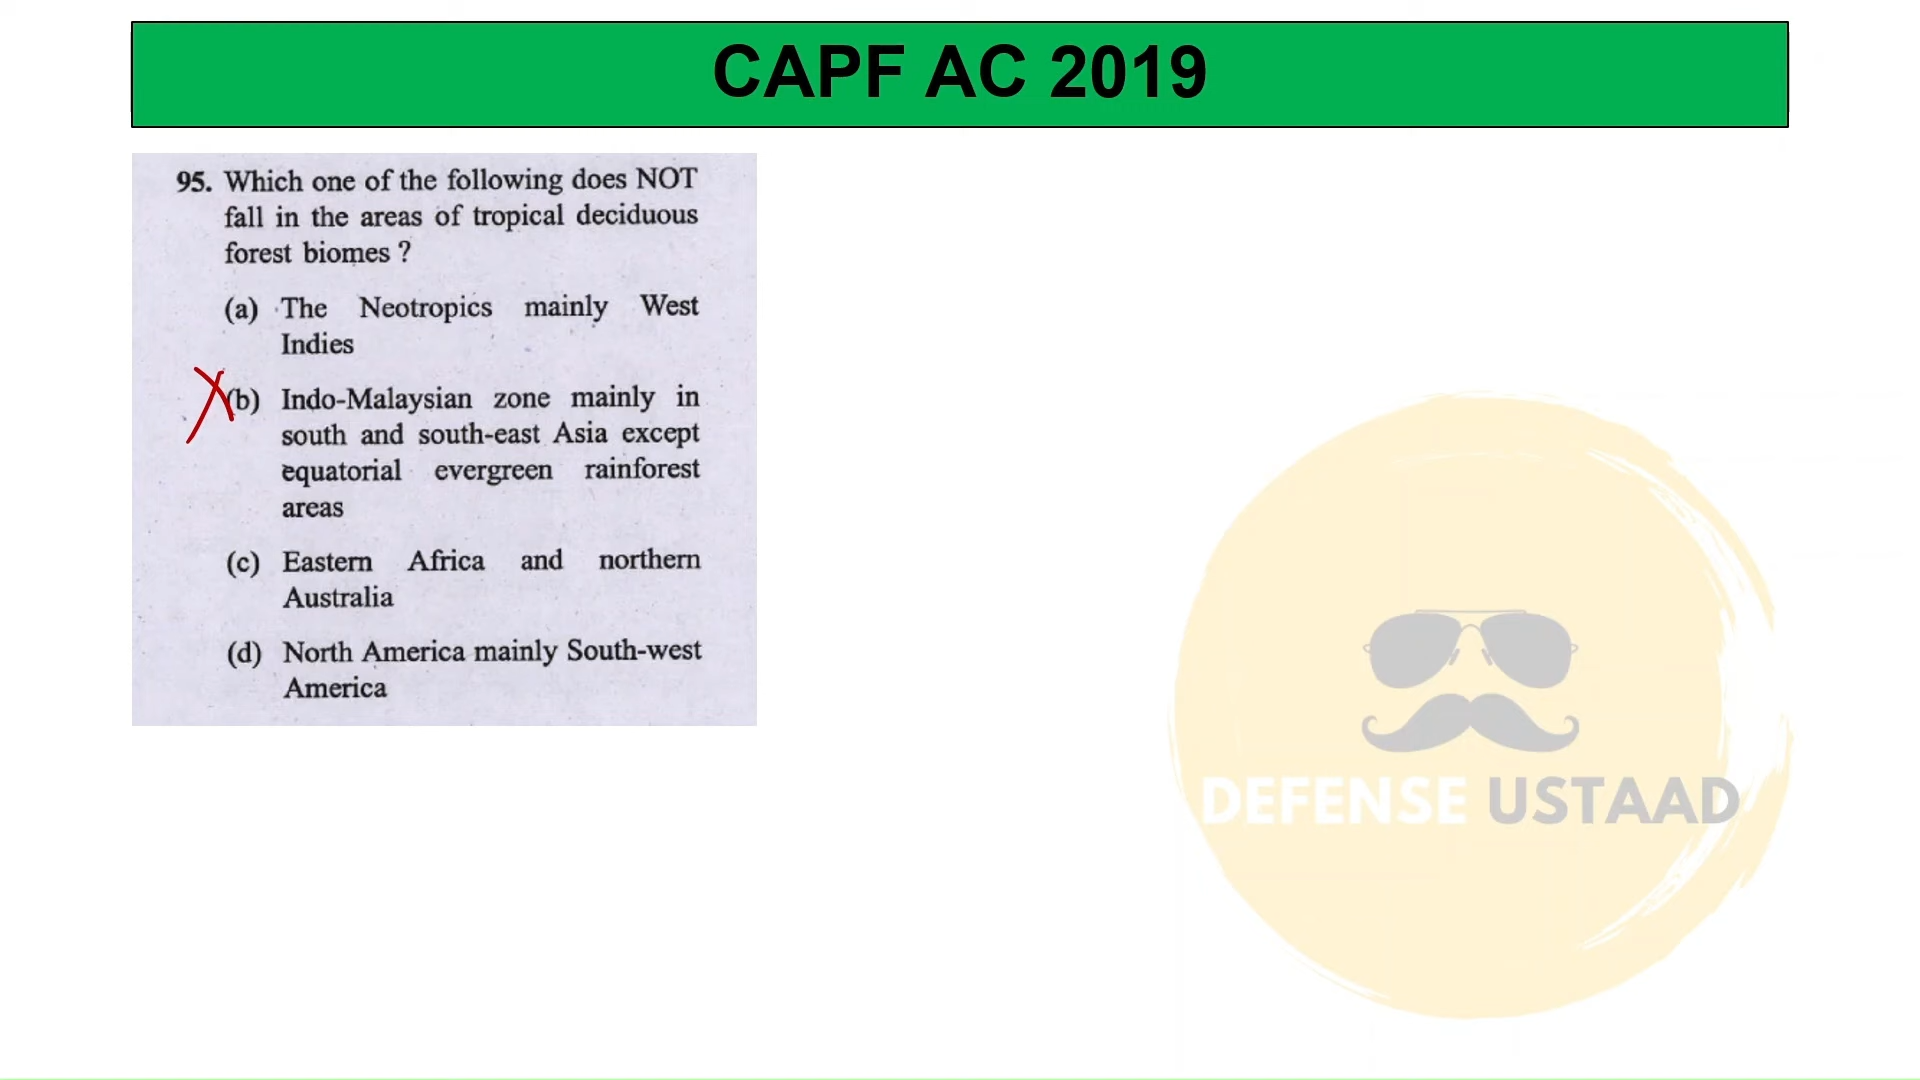 CAPF AC 2019
95. Which one of the following does NOT
fall in the areas of tropical deciduous
forest biomes ?
(a) The Neotropics mainly West
Indies
(b) Indo-Malaysian zone mainly in
south and south-east Asia except
equatorial evergreen rainforest
areas
(c) Eastern Africa and northern
Australia
(d) North America mainly South-west
America
DEFENSE USTAAD